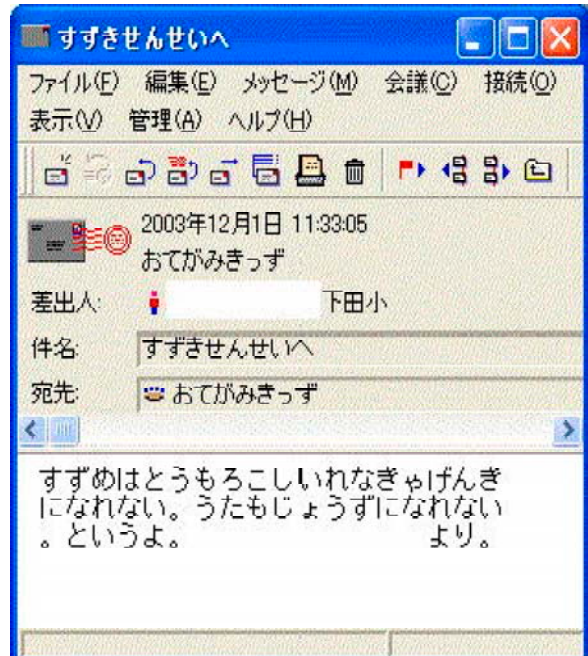 すずきせんせいへ
ファイル(F) 編集(E) メッセージ(M) 会議(C) 接続(O)
表示(V) 管理(A) ヘルプ(H)
2003年12月1日 11:33:05
おてがみきっず
差出人: 下田小
件名: すずきせんせいへ
宛先: おてがみきっず
すずめはとうもろこしいれなきゃげんき
になれない。うたもじょうずになれない
。というよ。 より。